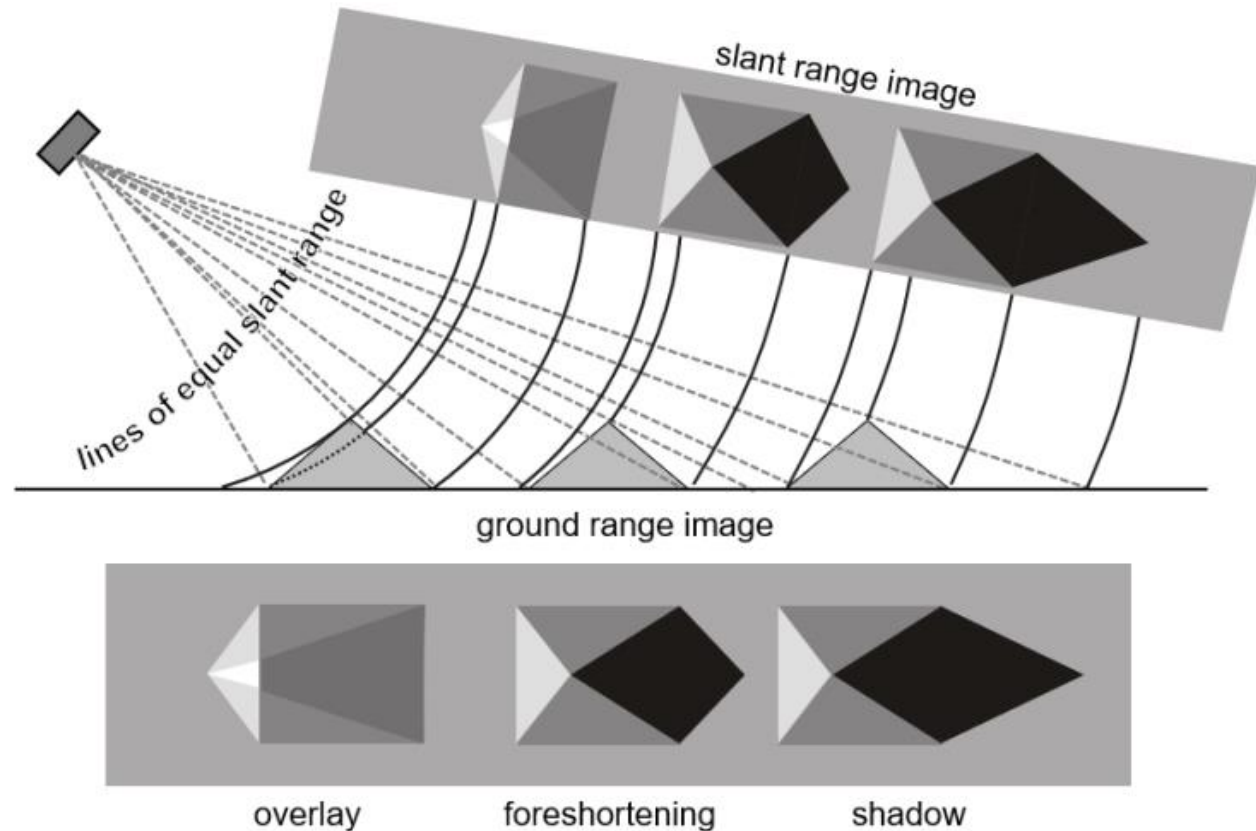 slant range image
lines of equal slant range
ground range image
overlay foreshortening shadow